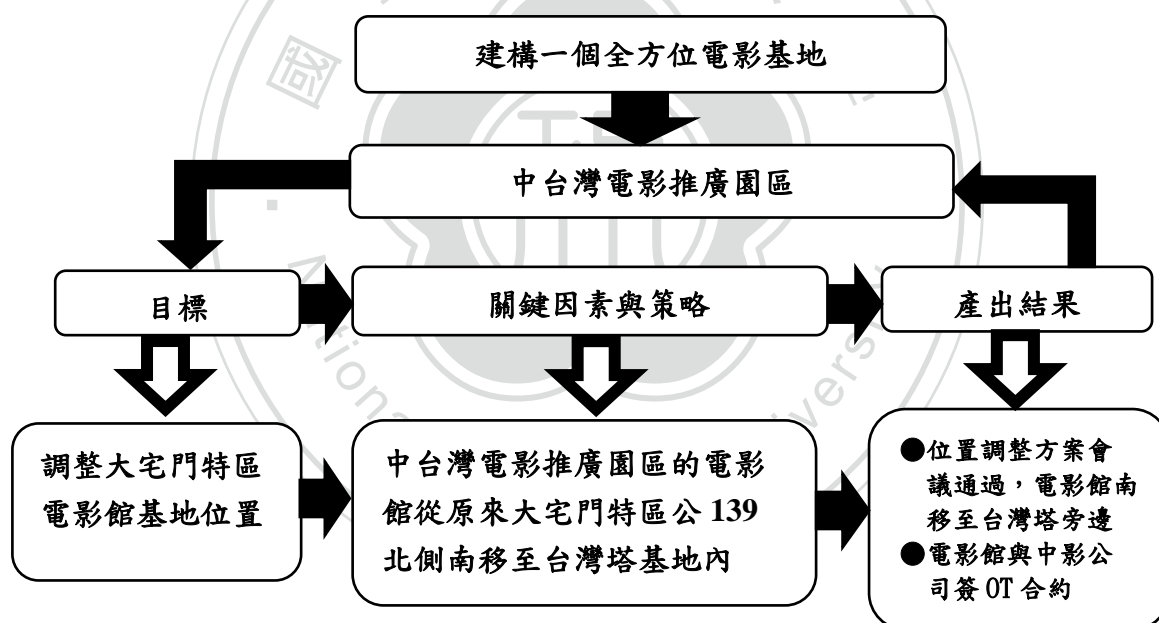 建構一個全方位電影基地
中台灣電影推廣園區
目標
關鍵因素與策略
產出結果
調整大宅門特區
電影館基地位置
中台灣電影推廣園區的電影
館從原來大宅門特區公 139
北側南移至台灣塔基地內
●位置調整方案會
議通過，電影館南
移至台灣塔旁邊
●電影館與中影公
司簽 OT 合約